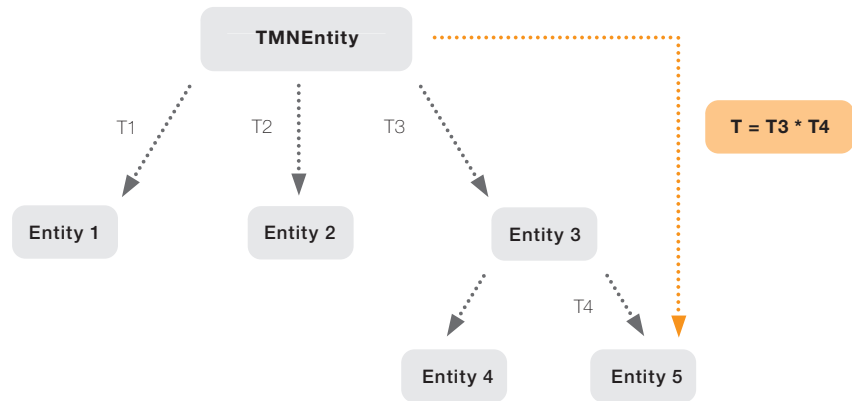 TMNEntity
T1
T2
T3
T = T3 * T4
Entity 1
Entity 2
Entity 3
T4
Entity 4
Entity 5